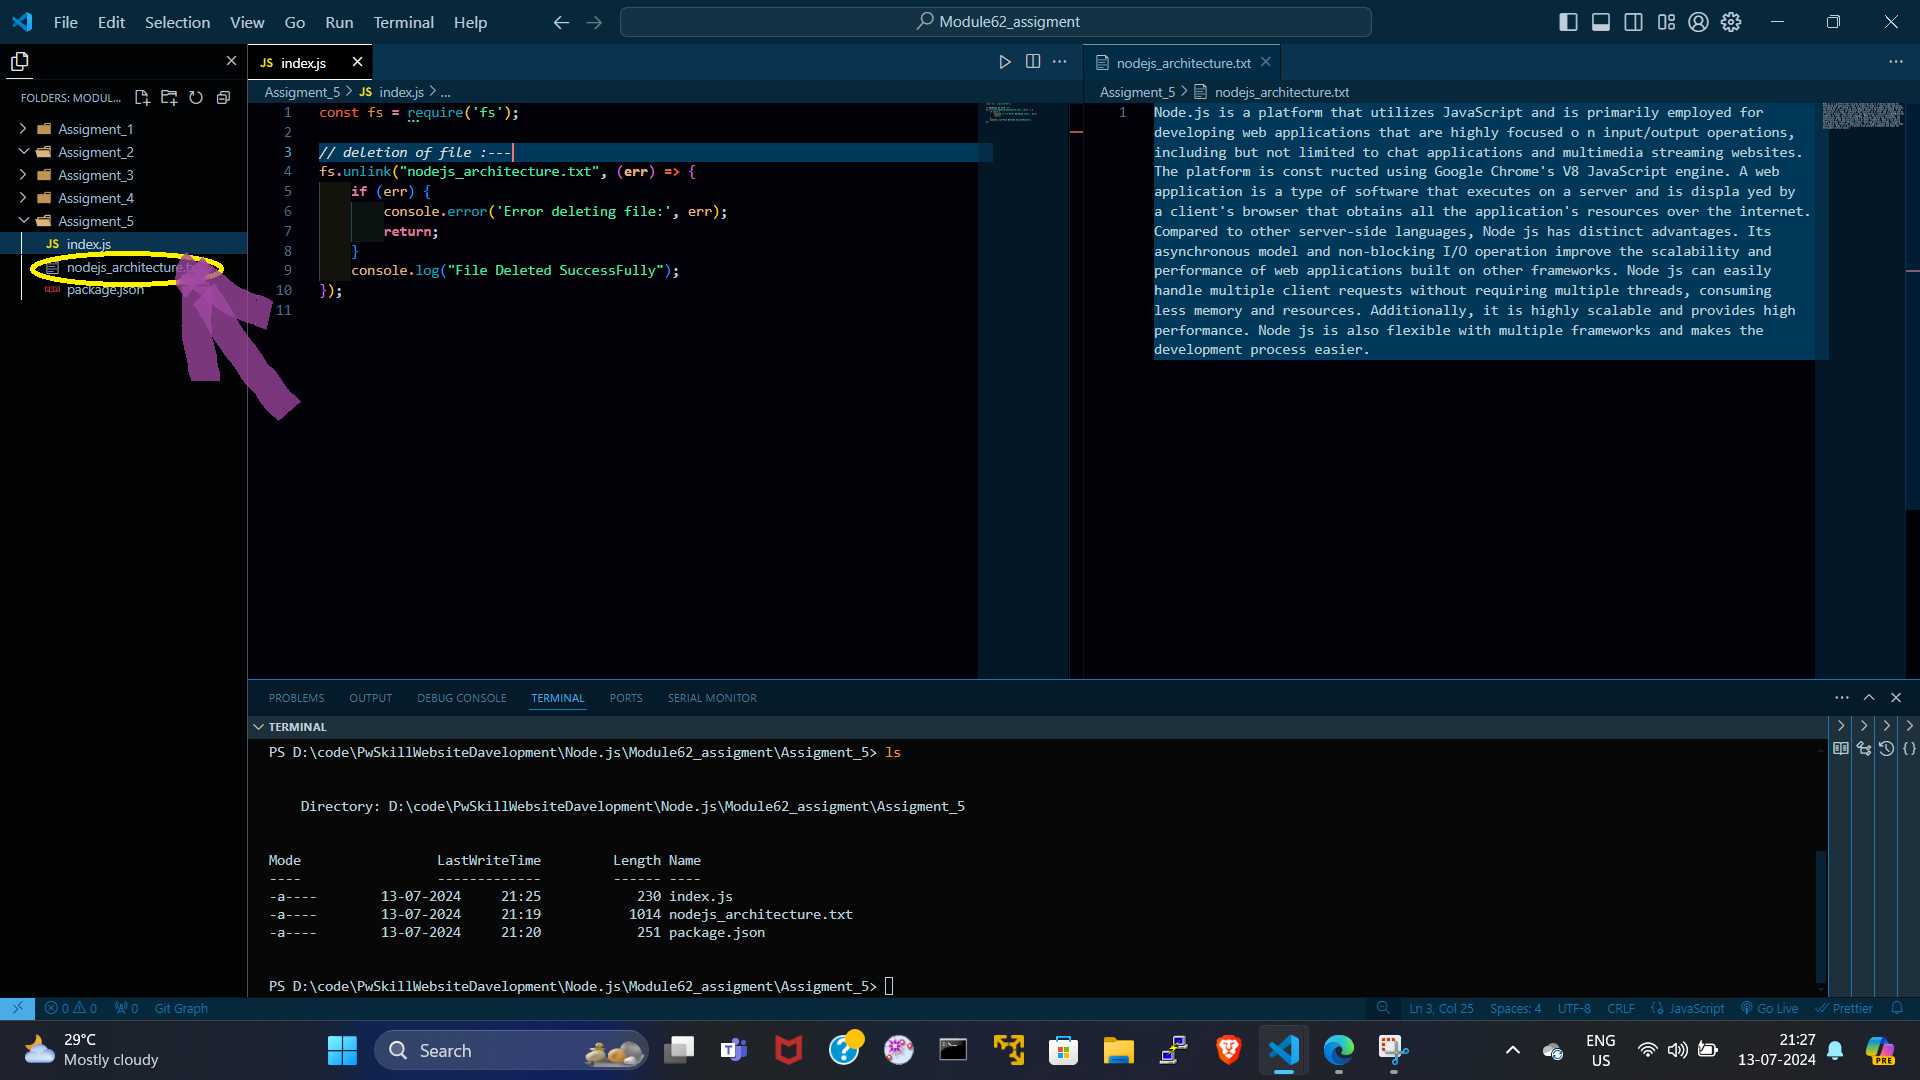 File Edit Selection View Go Run Terminal Help
Module62_assigment
JS index.js
nodejs_architecture.txt
FOLDERS: MODUL...
Assigment_1
Assigment_2
Assigment_3
Assigment_4
Assigment_5
JS index.js
nodejs_architecture.tx
package.json
Assigment_5 > JS index.js > ...
1 const fs = require('fs');
2
3 // deletion of file :---
4 fs.unlink("nodejs_architecture.txt", (err) => {
5 if (err) {
6 console.error('Error deleting file:', err);
7 return;
8 }
9 console.log("File Deleted SuccessFully");
10 });
11
Assigment_5 > nodejs_architecture.txt
1 Node.js is a platform that utilizes JavaScript and is primarily employed for
developing web applications that are highly focused o n input/output operations,
including but not limited to chat applications and multimedia streaming websites.
The platform is const ructed using Google Chrome's V8 JavaScript engine. A web
application is a type of software that executes on a server and is displa yed by
a client's browser that obtains all the application's resources over the internet.
Compared to other server-side languages, Node js has distinct advantages. Its
asynchronous model and non-blocking I/O operation improve the scalability and
performance of web applications built on other frameworks. Node js can easily
handle multiple client requests without requiring multiple threads, consuming
less memory and resources. Additionally, it is highly scalable and provides high
performance. Node js is also flexible with multiple frameworks and makes the
development process easier.
PROBLEMS OUTPUT DEBUG CONSOLE TERMINAL PORTS SERIAL MONITOR
TERMINAL
PS D:\code\PwSkillWebsiteDavelopment\Node.js\Module62_assigment\Assigment_5> ls
Directory: D:\code\PwSkillWebsiteDavelopment\Node.js\Module62_assigment\Assigment_5
Mode LastWriteTime Length Name
---- ------------- ------ ----
-a---- 13-07-2024 21:25 230 index.js
-a---- 13-07-2024 21:19 1014 nodejs_architecture.txt
-a---- 13-07-2024 21:20 251 package.json
PS D:\code\PwSkillWebsiteDavelopment\Node.js\Module62_assigment\Assigment_5>
0 0 0 Git Graph Ln 3, Col 25 Spaces: 4 UTF-8 CRLF {} JavaScript Go Live Prettier
29°C
Mostly cloudy
Search
ENG
US
21:27
13-07-2024
PRE